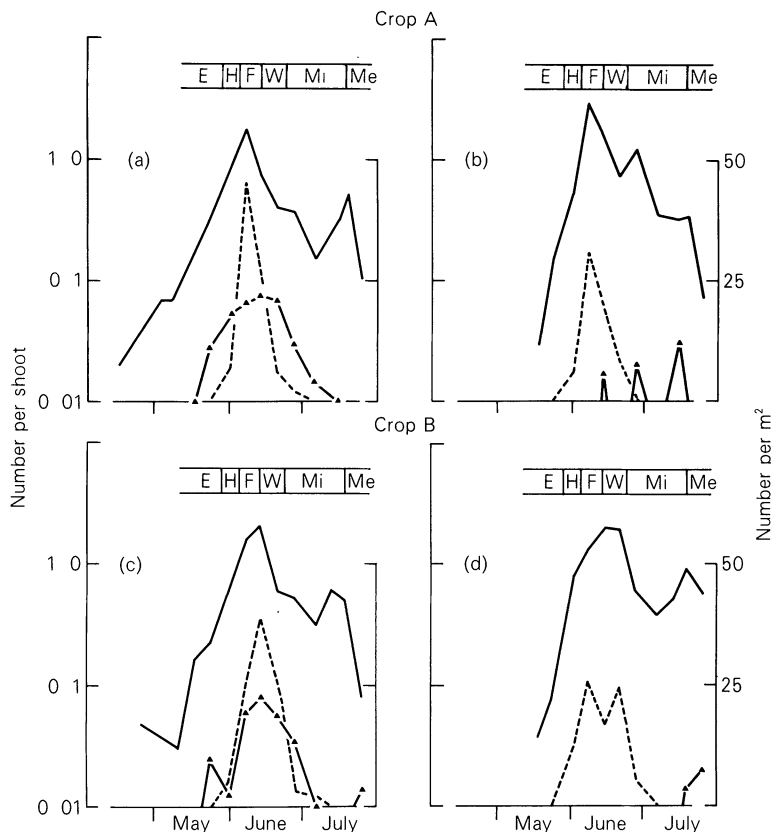 Crop A
E H F W Mi Me
E H F W Mi Me
(a)
(b)
1 0
50
0 1
25
0 01
Crop B
Number per shoot
Number per m²
E H F W Mi Me
E H F W Mi Me
(c)
(d)
1 0
50
0 1
25
0 01
0
May June July
May June July